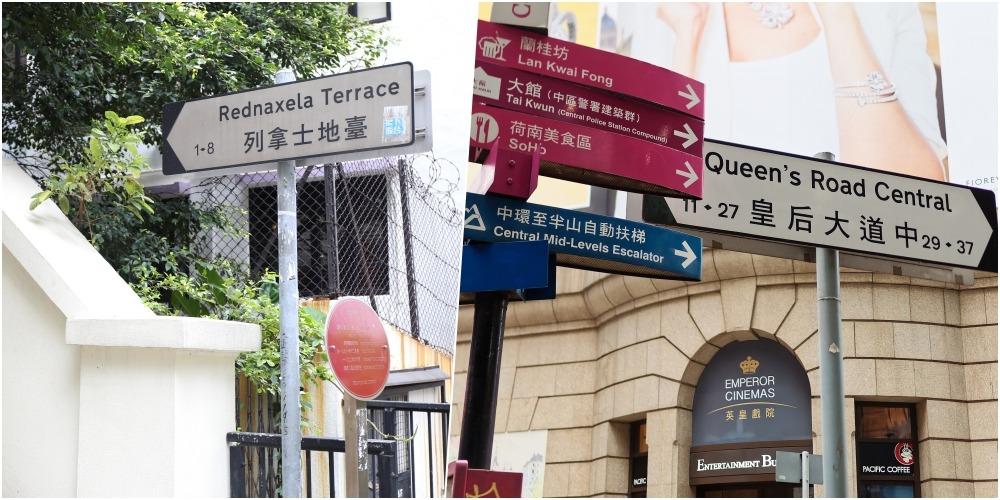 Rednaxela Terrace
1-8 列拿士地臺
蘭桂坊
Lan Kwai Fong
大館（中區警署建築群）
Tai Kwun (Central Police Station Compound)
荷南美食區
SoHo
中環至半山自動扶梯
Central Mid-Levels Escalator
Queen's Road Central
11-27 皇后大道中 29-37
EMPEROR
CINEMAS
英皇戲院
ENTERTAINMENT BU
PACIFIC COFFEE
PACIFIC